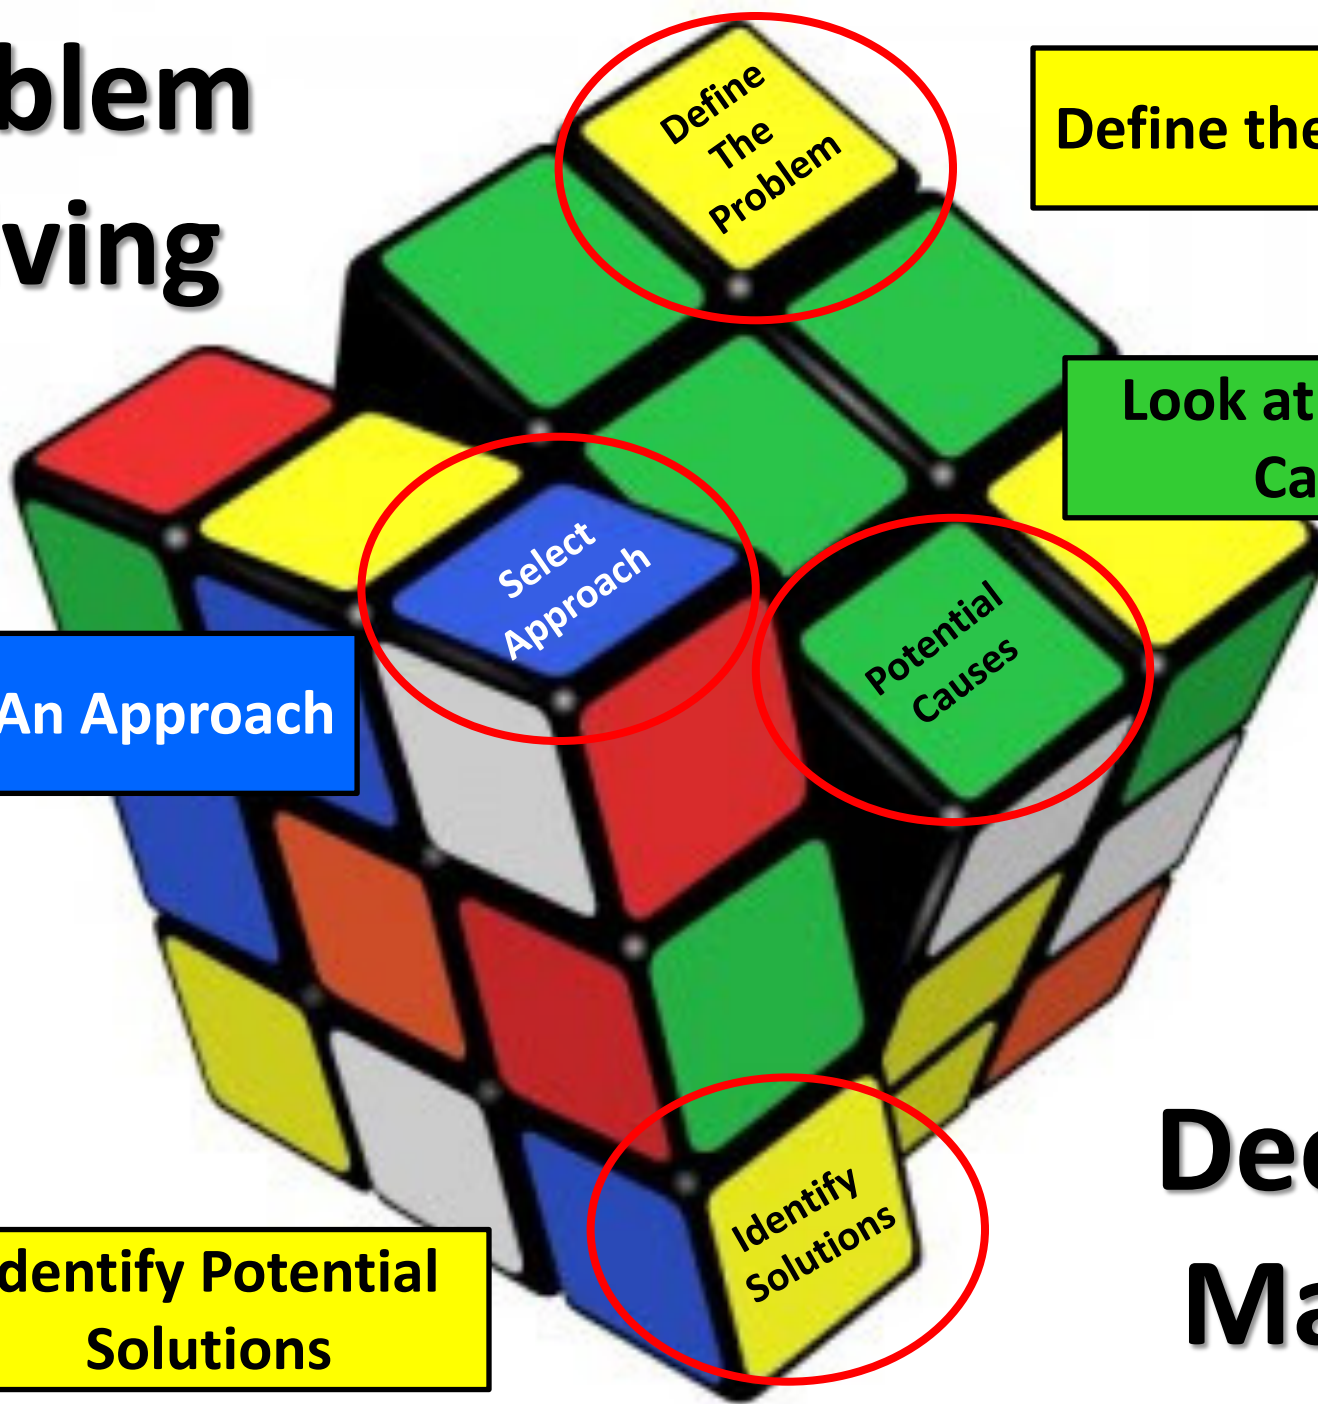 blem
ving
Define
The
Problem
Define the
Look at
Ca
Select
Approach
Potential
Causes
An Approach
Identify
Solutions
dentify Potential
Solutions
Dec
Ma